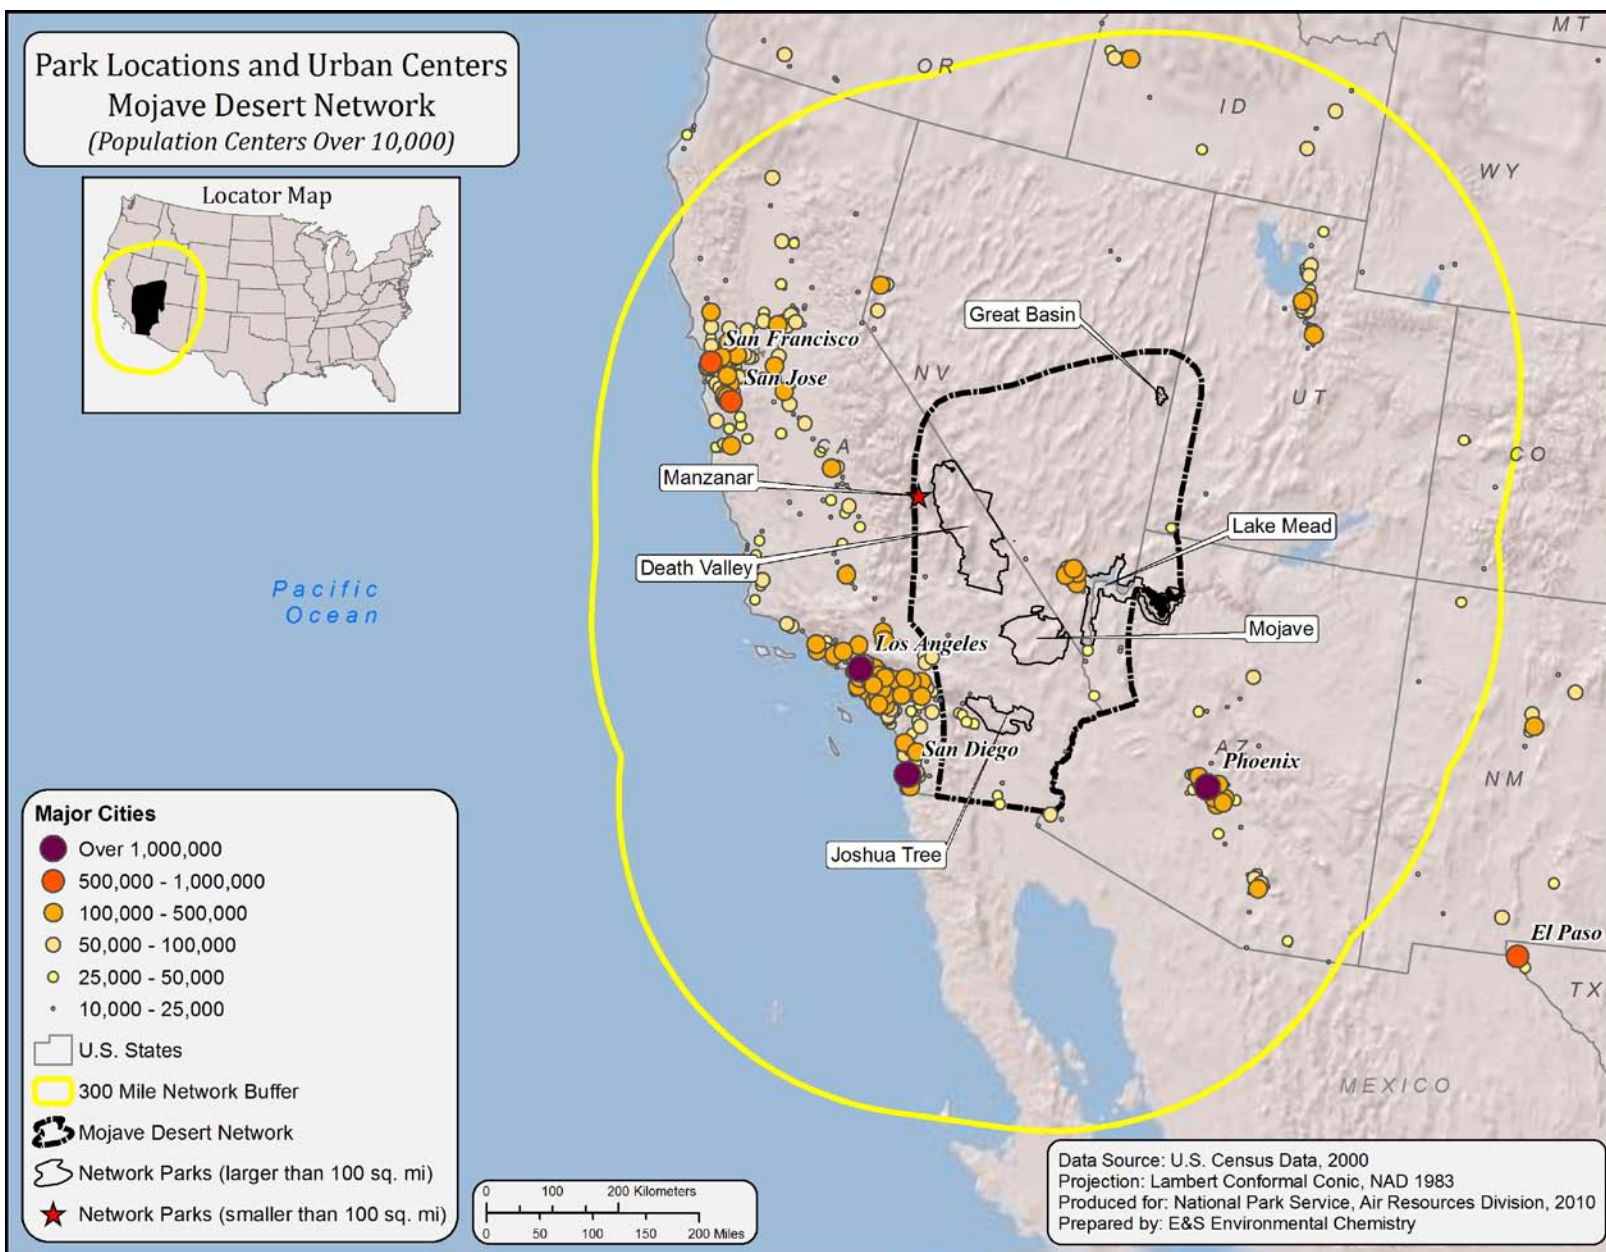 Park Locations and Urban Centers
Mojave Desert Network
(Population Centers Over 10,000)
Locator Map
MT
OR
ID
WY
Great Basin
San Francisco
San Jose
NV
UT
CA
CO
Manzanar
Lake Mead
Death Valley
Pacific
Ocean
Mojave
Los Angeles
San Diego
AZ
Phoenix
NM
Joshua Tree
El Paso
TX
MEXICO
Major Cities
Over 1,000,000
500,000 - 1,000,000
100,000 - 500,000
50,000 - 100,000
25,000 - 50,000
10,000 - 25,000
U.S. States
300 Mile Network Buffer
Mojave Desert Network
Network Parks (larger than 100 sq. mi)
Network Parks (smaller than 100 sq. mi)
0 100 200 Kilometers
0 50 100 150 200 Miles
Data Source: U.S. Census Data, 2000
Projection: Lambert Conformal Conic, NAD 1983
Produced for: National Park Service, Air Resources Division, 2010
Prepared by: E&S Environmental Chemistry